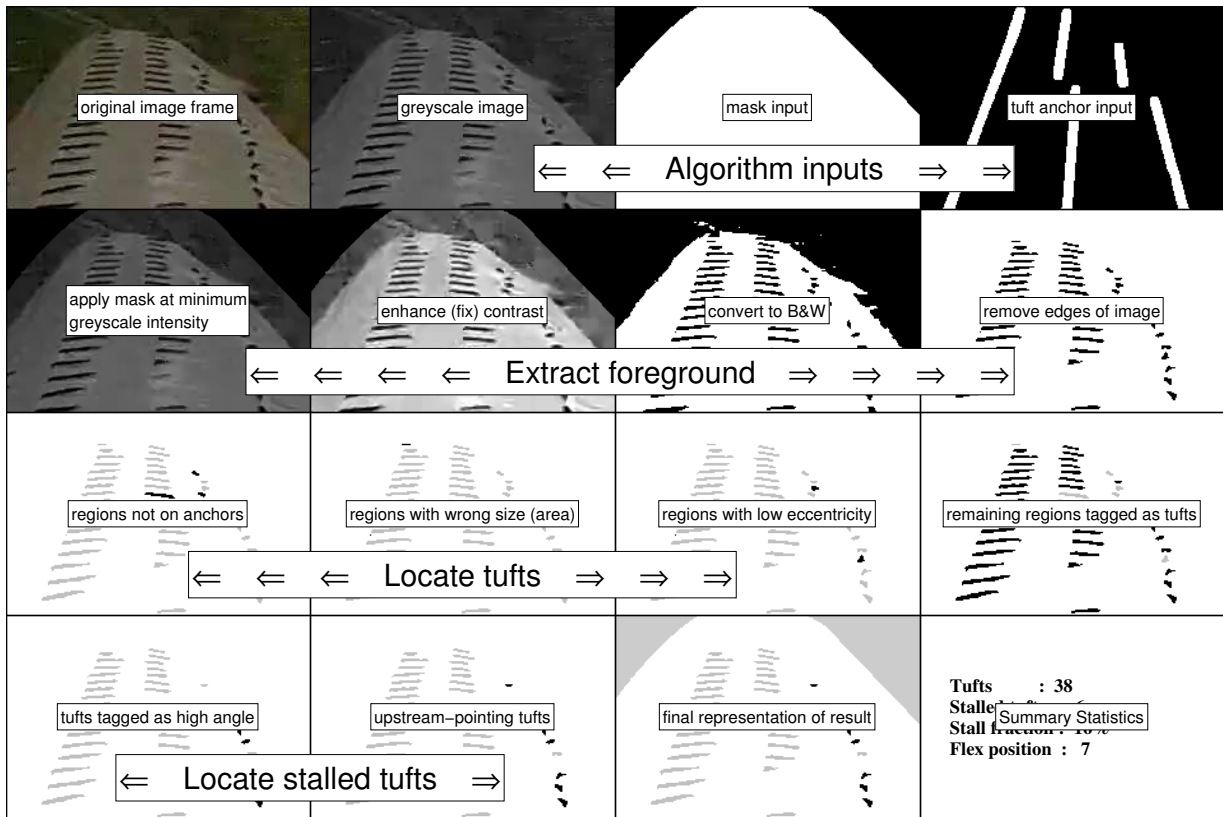 original image frame
greyscale image
mask input
tuft anchor input
⇐ ⇐ Algorithm inputs ⇒ ⇒
apply mask at minimum
greyscale intensity
enhance (fix) contrast
convert to B&W
remove edges of image
⇐ ⇐ ⇐ ⇐ Extract foreground ⇒ ⇒ ⇒ ⇒
regions not on anchors
regions with wrong size (area)
regions with low eccentricity
remaining regions tagged as tufts
⇐ ⇐ ⇐ Locate tufts ⇒ ⇒ ⇒
tufts tagged as high angle
upstream−pointing tufts
final representation of result
Tufts : 38
Summary Statistics
Stall
Flex position : 7
⇐ Locate stalled tufts ⇒